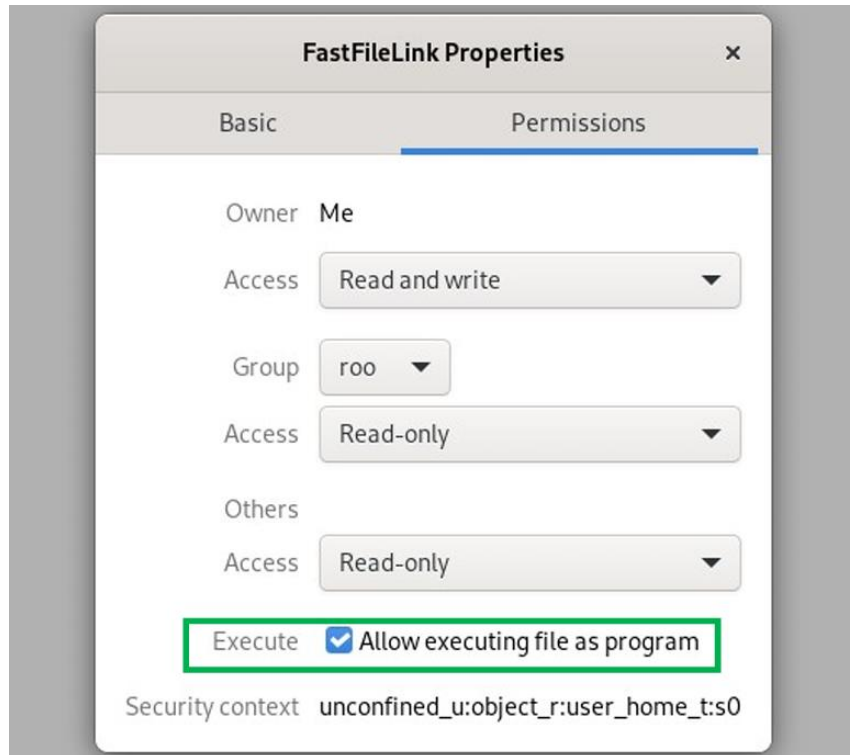 FastFileLink Properties ×
Basic Permissions
Owner Me
Access Read and write
Group roo
Access Read-only
Others
Access Read-only
Execute Allow executing file as program
Security context unconfined_u:object_r:user_home_t:s0